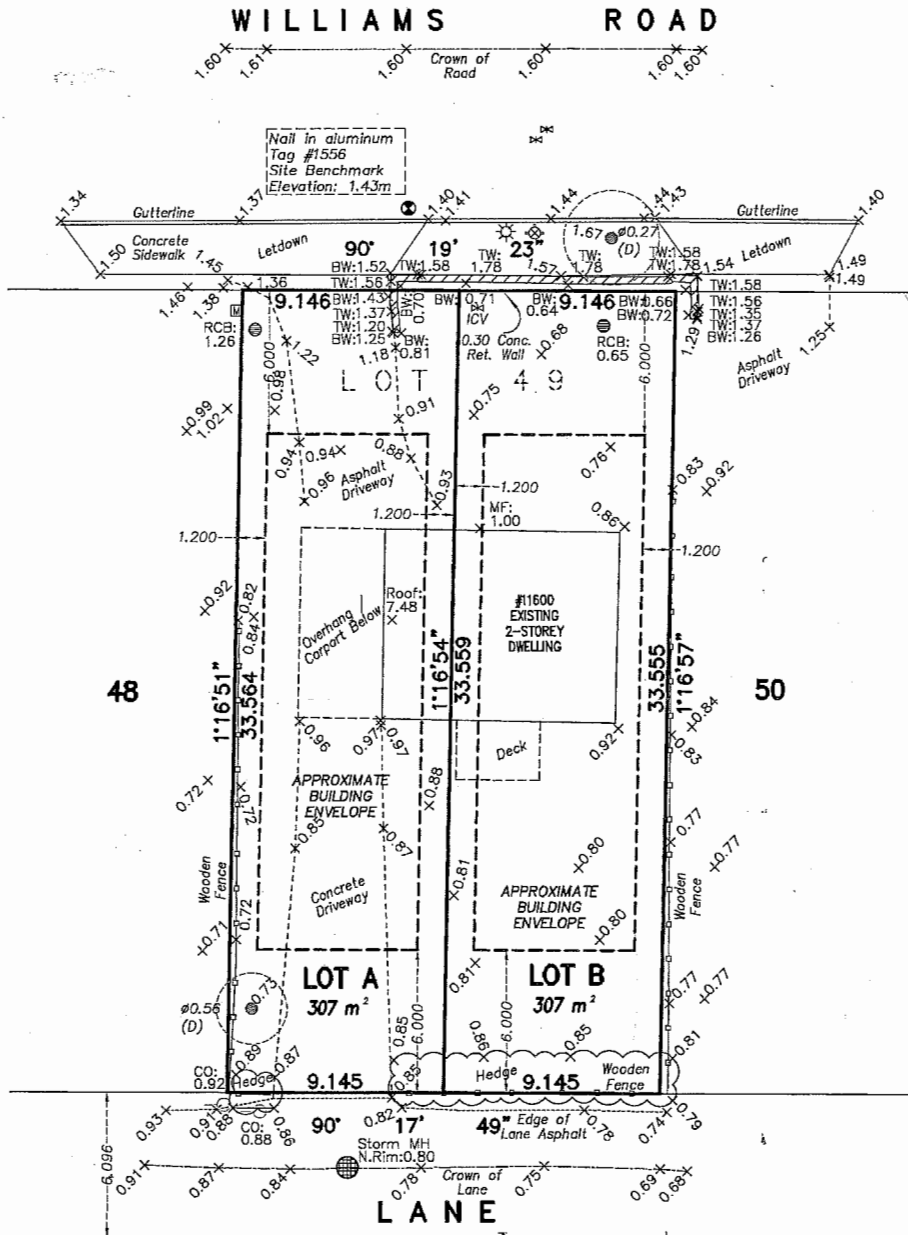 WILLIAMS ROAD
1.60 1.61 1.60 1.60 1.60 1.60
Crown of
Road
Nail in aluminum
Tag #1556
Site Benchmark
Elevation: 1.43m
1.34 1.37 1.40 1.41 1.44 1.44 1.43 1.40
Gutterline Gutterline
1.67 ø0.27
(D)
Concrete
Sidewalk
Letdown
Letdown
1.50 1.45
90° 19' 23"
BW:1.52 TW:1.58 TW: 1.78 1.57 TW: 1.78 TW:1.58 TW:1.78 1.54 1.49
1.49
1.46 1.38 1.36 TW:1.56 TW:1.58
9.146 BW:1.43 BW: 0.70 BW: 0.71 BW: 0.64 9.146 BW:0.66 TW:1.56
TW:1.37 ICV BW:0.72 TW:1.35
M TW:1.20 TW:1.37
RCB:
1.26
BW:1.25 BW:
0.81
0.30 Conc.
Ret. Wall
0.68
RCB:
0.65
1.29 BW:1.26
1.25
Asphalt
Driveway
6.000 1.22 1.18 6.000
LOT 49
0.99 1.02 0.98 0.91 0.75
0.94 0.94 0.88 0.76 0.83 0.92
Asphalt
Driveway
0.96 0.93 1.200
1.200 MF:
1.00
0.86
1.200 1.200
0.92 0.82 0.84
Roof:
7.48
Overhang
Carport Below
#11600
EXISTING
2-STOREY
DWELLING
48
1°16'51"
33.564
1°16'54"
33.559
33.555
1°16'57"
50
0.96 0.97 0.97 0.92 0.84
0.83
Deck
0.72 0.72 0.88
APPROXIMATE
BUILDING
ENVELOPE
0.85 0.87 0.80 0.77 0.77
Wooden
Fence
Concrete
Driveway
0.81
APPROXIMATE
BUILDING
ENVELOPE
Wooden
Fence
0.71 0.72 0.80
0.81
LOT A
307 m²
LOT B
307 m²
ø0.56
(D)
0.73 0.77 0.77
6.000 6.000
0.85 0.86 0.85 0.81
CO:
0.92
0.89 0.87
Hedge
0.85
Hedge
Wooden
Fence
9.145 9.145
0.93 0.91 0.88 CO:
0.88
0.86 0.82 0.78 0.74 0.79
90° 17' 49"
Edge of
Lane Asphalt
Storm MH
N.Rim:0.80
6.096
0.91 0.87 0.84 0.78 0.75 0.69 0.68
Crown of
Lane
LANE